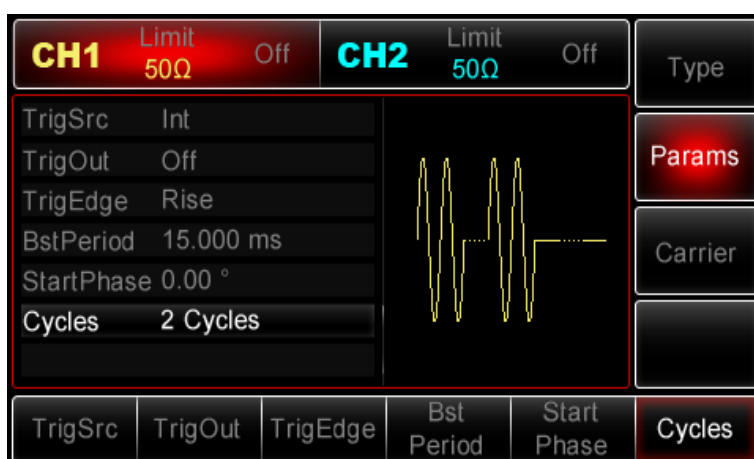 CH1 Limit 50Ω Off CH2 Limit 50Ω Off
Type
TrigSrc Int
TrigOut Off
Params
TrigEdge Rise
BstPeriod 15.000 ms
Carrier
StartPhase 0.00 °
Cycles 2 Cycles
TrigSrc TrigOut TrigEdge Bst Period Start Phase Cycles